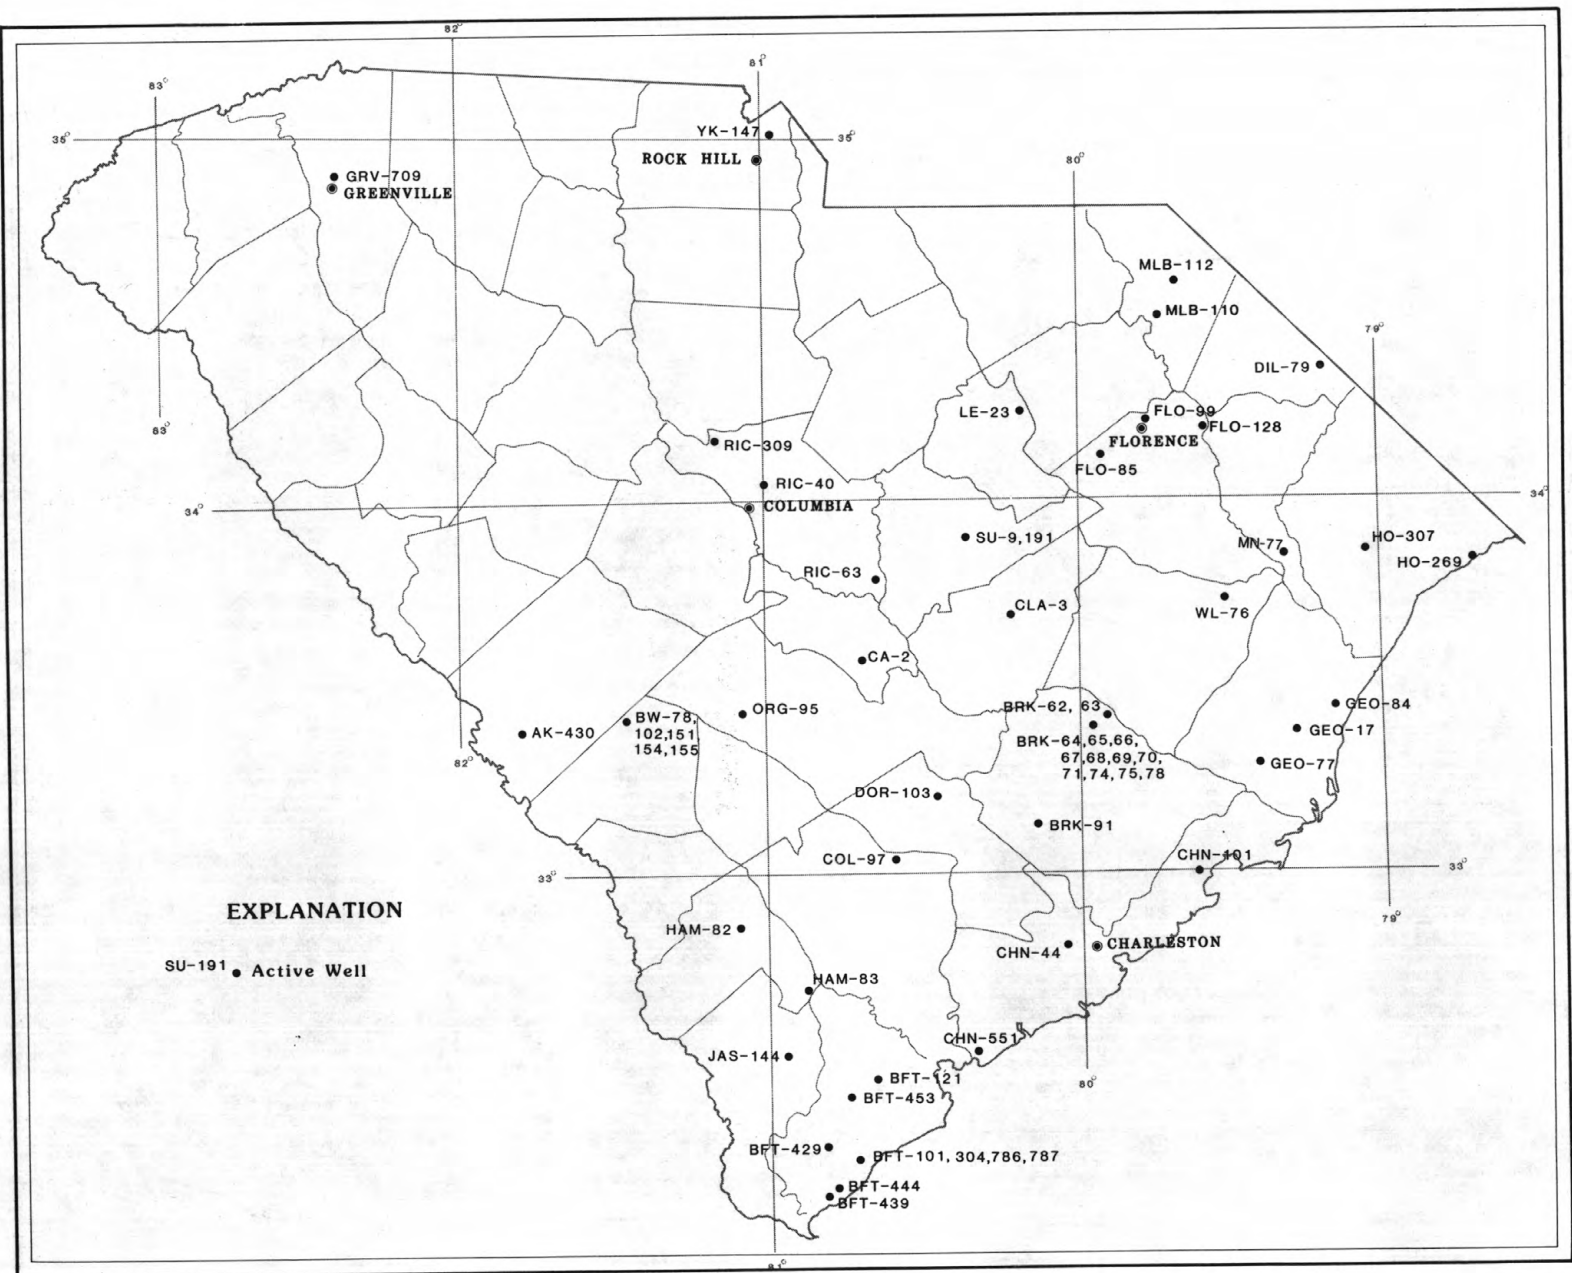 82°
81°
83°
35°
YK-147
35°
ROCK HILL
80°
GRV-709
GREENVILLE
MLB-112
MLB-110
79°
DIL-79
LE-23
FLO-99
FLO-128
FLORENCE
83°
RIC-309
FLO-85
RIC-40
COLUMBIA
34°
34°
SU-9,191
MN-77
HO-307
HO-269
RIC-63
CLA-3
WL-76
CA-2
BRK-62, 63
GEO-84
ORG-95
BW-78,
102,151
154,155
AK-430
GEO-17
BRK-64,65,66,
67,68,69,70,
71,74,75,78
GEO-77
82°
DOR-103
BRK-91
COL-97
CHN-101
33°
33°
EXPLANATION
79°
HAM-82
CHN-44
CHARLESTON
SU-191 Active Well
HAM-83
CHN-551
JAS-144
BFT-121
80°
BFT-453
BFT-429
BFT-101, 304,786,787
BFT-444
BFT-439
81°